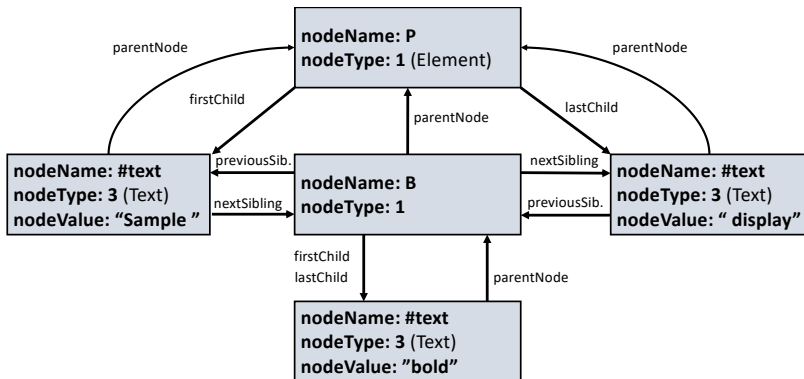 nodeName: P
nodeType: 1 (Element)
parentNode
parentNode
firstChild
lastChild
parentNode
nodeName: #text
nodeType: 3 (Text)
nodeValue: “Sample ”
previousSib.
nextSibling
nodeName: B
nodeType: 1
nextSibling
previousSib.
nodeName: #text
nodeType: 3 (Text)
nodeValue: “ display”
firstChild
lastChild
parentNode
nodeName: #text
nodeType: 3 (Text)
nodeValue: ”bold”